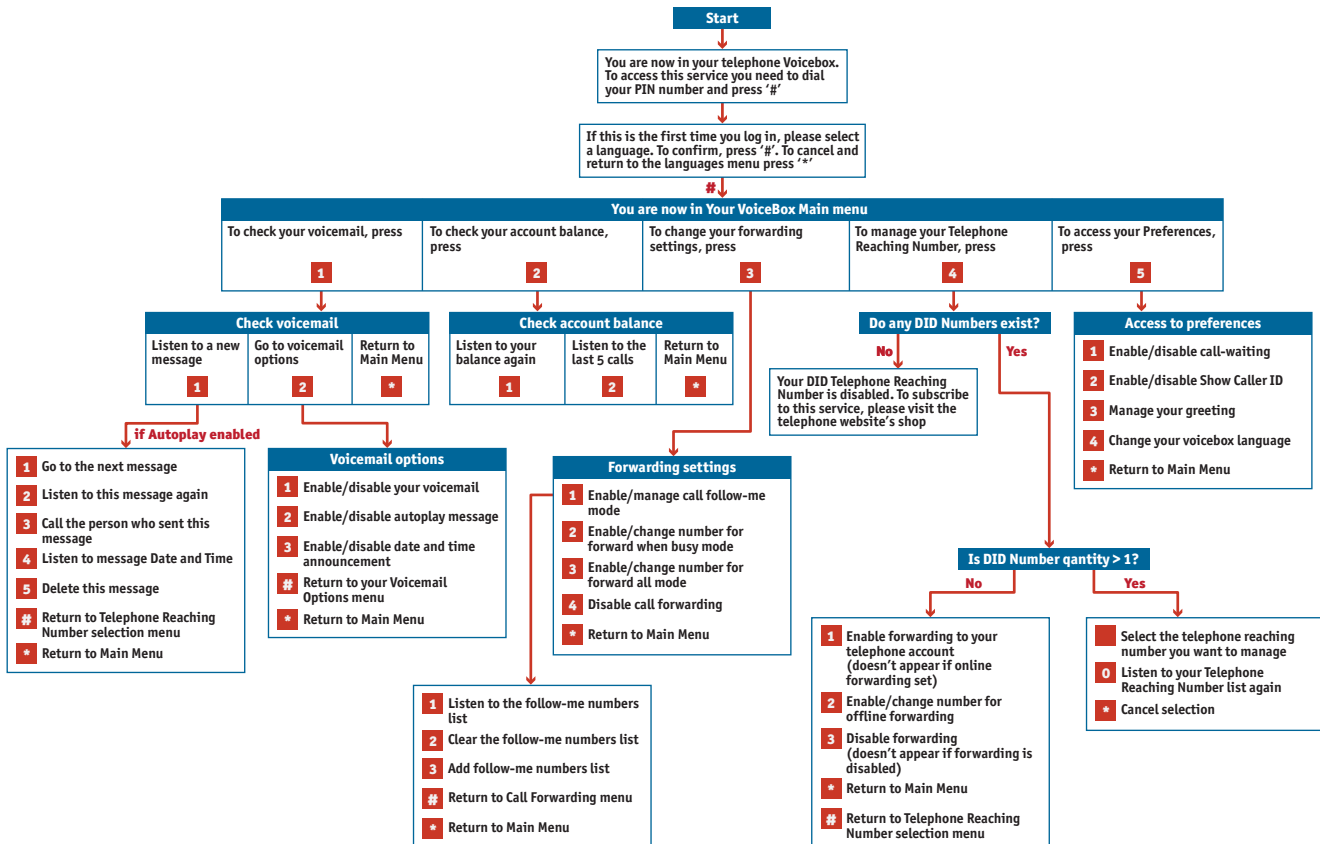 Start
You are now in your telephone Voicebox.
To access this service you need to dial
your PIN number and press ‘#’
If this is the first time you log in, please select
a language. To confirm, press ‘#’. To cancel and
return to the languages menu press ‘*’
#
You are now in Your VoiceBox Main menu
To check your voicemail, press
1
To check your account balance,
press
2
To change your forwarding
settings, press
3
To manage your Telephone
Reaching Number, press
4
To access your Preferences,
press
5
Check voicemail
Listen to a new
message
1
Go to voicemail
options
2
Return to
Main Menu
*
Check account balance
Listen to your
balance again
1
Listen to the
last 5 calls
2
Return to
Main Menu
*
Do any DID Numbers exist?
No
Yes
Your DID Telephone Reaching
Number is disabled. To subscribe
to this service, please visit the
telephone website’s shop
Access to preferences
1 Enable/disable call-waiting
2 Enable/disable Show Caller ID
3 Manage your greeting
4 Change your voicebox language
* Return to Main Menu
if Autoplay enabled
1 Go to the next message
2 Listen to this message again
3 Call the person who sent this
message
4 Listen to message Date and Time
5 Delete this message
# Return to Telephone Reaching
Number selection menu
* Return to Main Menu
Voicemail options
1 Enable/disable your voicemail
2 Enable/disable autoplay message
3 Enable/disable date and time
announcement
# Return to your Voicemail
Options menu
* Return to Main Menu
Forwarding settings
1 Enable/manage call follow-me
mode
2 Enable/change number for
forward when busy mode
3 Enable/change number for
forward all mode
4 Disable call forwarding
* Return to Main Menu
1 Listen to the follow-me numbers
list
2 Clear the follow-me numbers list
3 Add follow-me numbers list
# Return to Call Forwarding menu
* Return to Main Menu
Is DID Number qantity > 1?
No
Yes
1 Enable forwarding to your
telephone account
(doesn’t appear if online
forwarding set)
2 Enable/change number for
offline forwarding
3 Disable forwarding
(doesn’t appear if forwarding is
disabled)
* Return to Main Menu
# Return to Telephone Reaching
Number selection menu
Select the telephone reaching
number you want to manage
0 Listen to your Telephone
Reaching Number list again
* Cancel selection